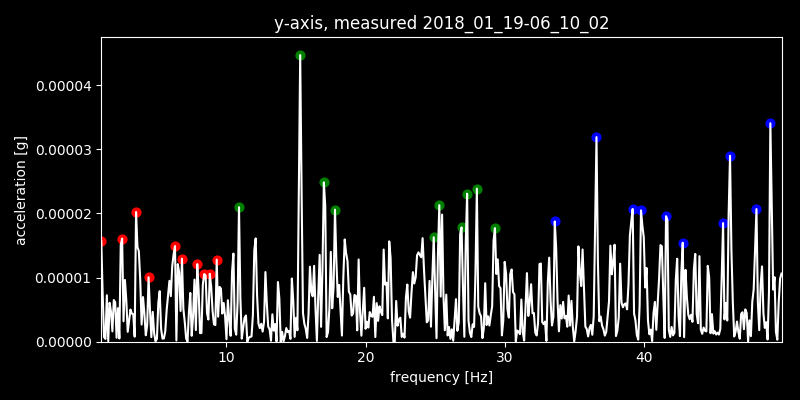 y-axis, measured 2018_01_19-06_10_02
0.00004
0.00003
0.00002
0.00001
0.00000
acceleration [g]
10 20 30 40
frequency [Hz]